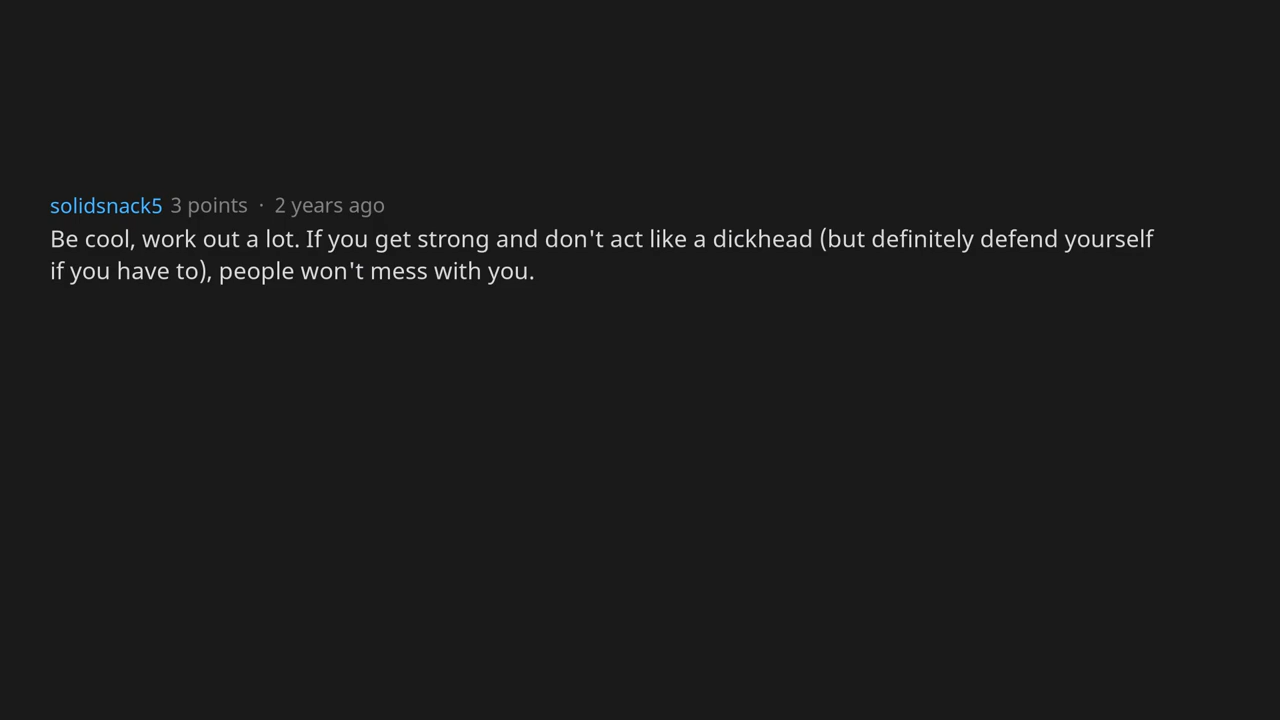 solidsnack5 3 points · 2 years ago
Be cool, work out a lot. If you get strong and don't act like a dickhead (but definitely defend yourself
if you have to), people won't mess with you.